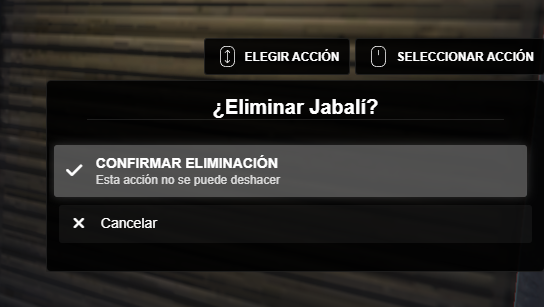 ELEGIR ACCIÓN
SELECCIONAR ACCIÓN
¿Eliminar Jabalí?
CONFIRMAR ELIMINACIÓN
Esta acción no se puede deshacer
Cancelar